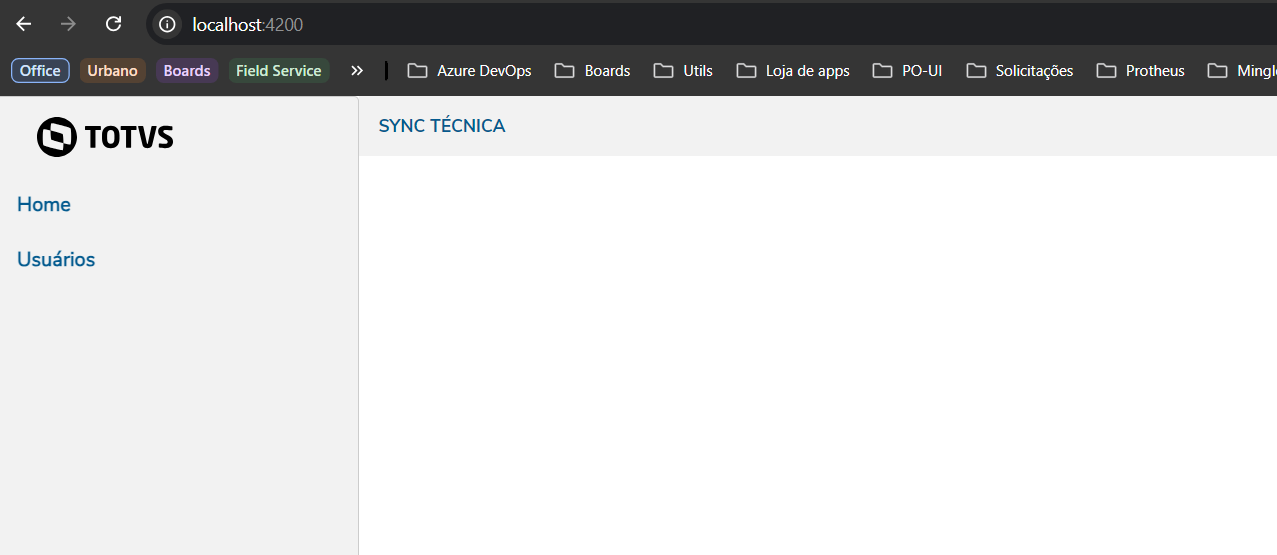 localhost:4200
Office Urbano Boards Field Service » Azure DevOps Boards Utils Loja de apps PO-UI Solicitações Protheus
TOTVS
SYNC TÉCNICA
Home
Usuários